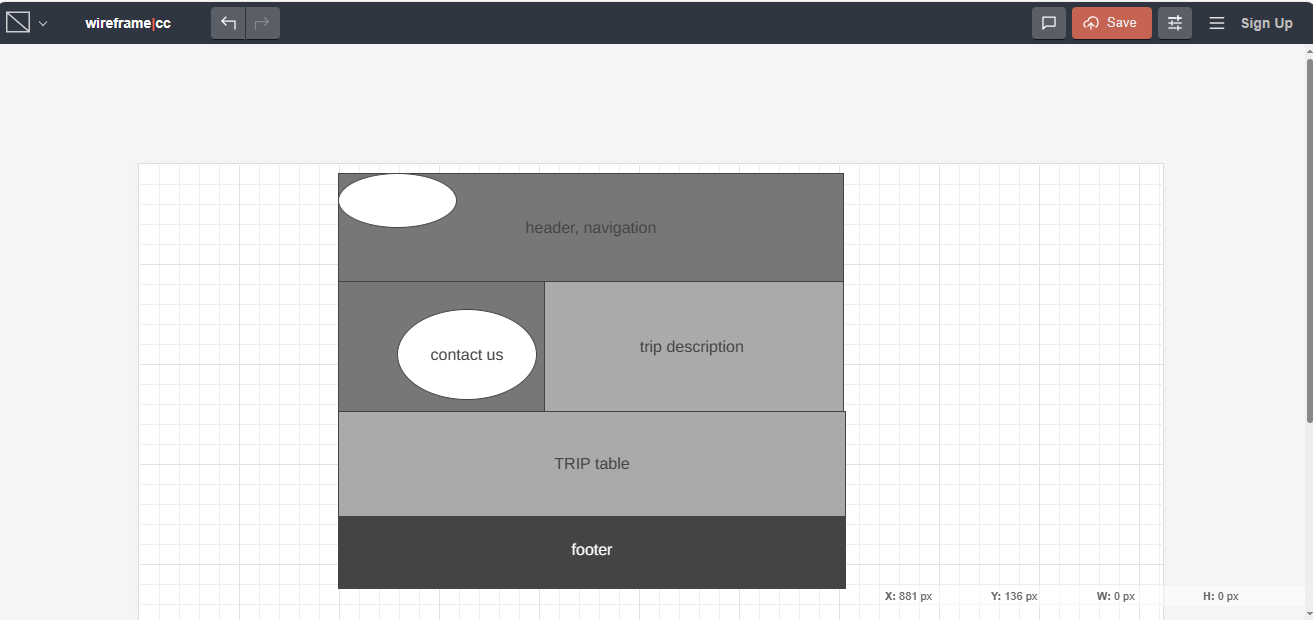 wireframe|cc
Save
Sign Up
header, navigation
contact us
trip description
TRIP table
footer
X: 881 px
Y: 136 px
W: 0 px
H: 0 px